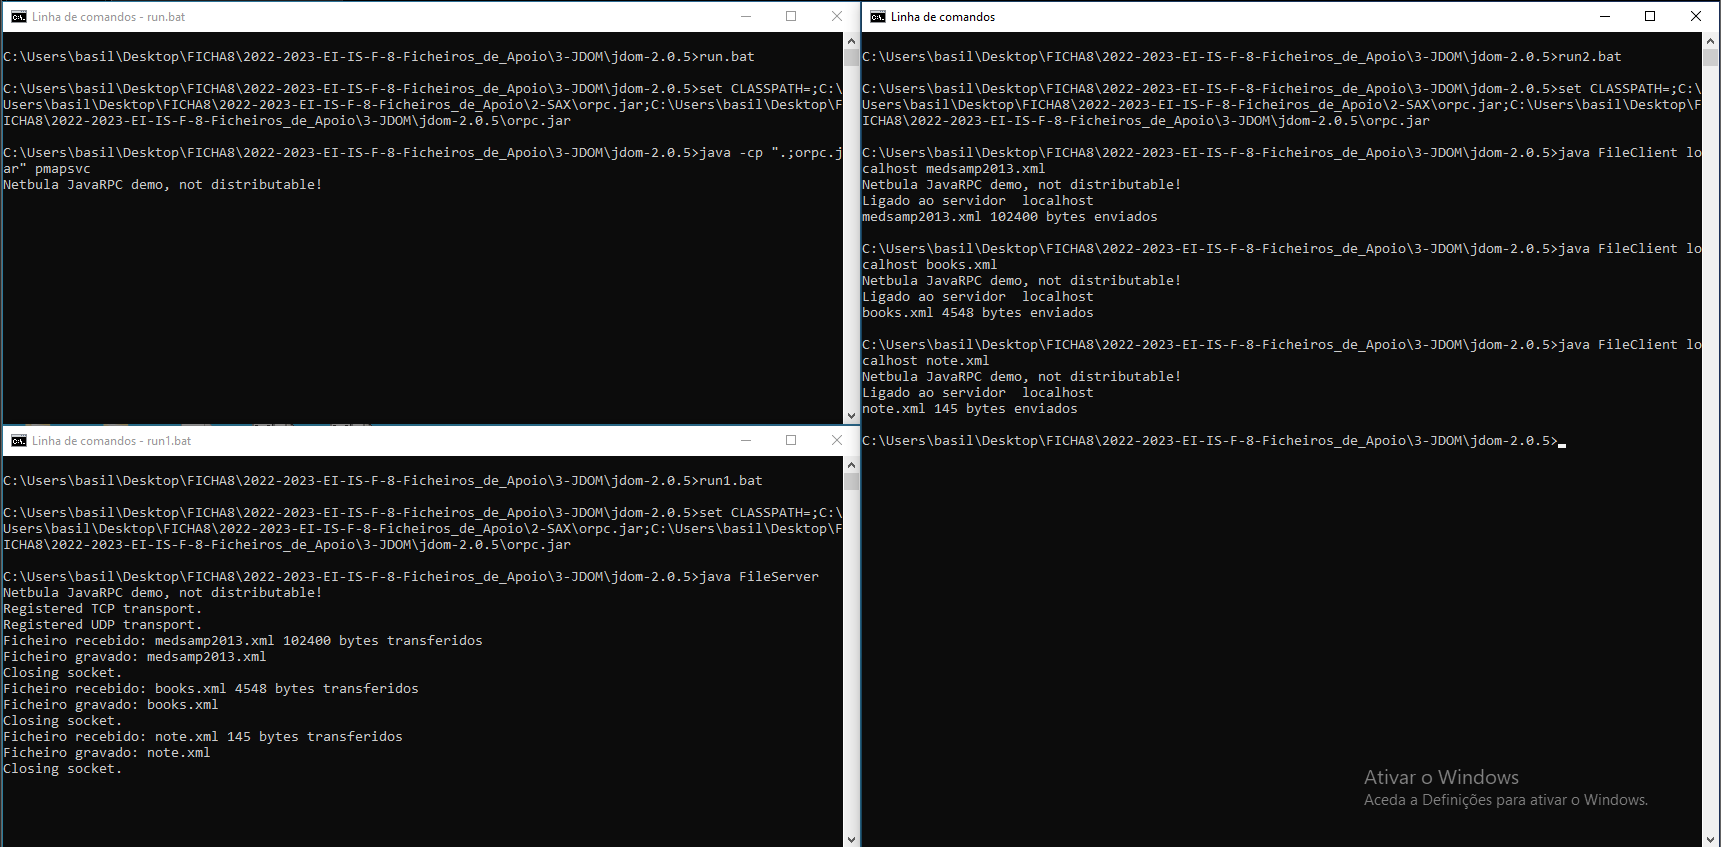 Linha de comandos - run.bat
C:\Users\basil\Desktop\FICHA8\2022-2023-EI-IS-F-8-Ficheiros_de_Apoio\3-JDOM\jdom-2.0.5>run.bat
C:\Users\basil\Desktop\FICHA8\2022-2023-EI-IS-F-8-Ficheiros_de_Apoio\3-JDOM\jdom-2.0.5>set CLASSPATH=;C:\
Users\basil\Desktop\FICHA8\2022-2023-EI-IS-F-8-Ficheiros_de_Apoio\2-SAX\orpc.jar;C:\Users\basil\Desktop\F
ICHA8\2022-2023-EI-IS-F-8-Ficheiros_de_Apoio\3-JDOM\jdom-2.0.5\orpc.jar
C:\Users\basil\Desktop\FICHA8\2022-2023-EI-IS-F-8-Ficheiros_de_Apoio\3-JDOM\jdom-2.0.5>java -cp ".;orpc.j
ar" pmapsvc
Netbula JavaRPC demo, not distributable!
Linha de comandos - run1.bat
C:\Users\basil\Desktop\FICHA8\2022-2023-EI-IS-F-8-Ficheiros_de_Apoio\3-JDOM\jdom-2.0.5>run1.bat
C:\Users\basil\Desktop\FICHA8\2022-2023-EI-IS-F-8-Ficheiros_de_Apoio\3-JDOM\jdom-2.0.5>set CLASSPATH=;C:\
Users\basil\Desktop\FICHA8\2022-2023-EI-IS-F-8-Ficheiros_de_Apoio\2-SAX\orpc.jar;C:\Users\basil\Desktop\F
ICHA8\2022-2023-EI-IS-F-8-Ficheiros_de_Apoio\3-JDOM\jdom-2.0.5\orpc.jar
C:\Users\basil\Desktop\FICHA8\2022-2023-EI-IS-F-8-Ficheiros_de_Apoio\3-JDOM\jdom-2.0.5>java FileServer
Netbula JavaRPC demo, not distributable!
Registered TCP transport.
Registered UDP transport.
Ficheiro recebido: medsamp2013.xml 102400 bytes transferidos
Ficheiro gravado: medsamp2013.xml
Closing socket.
Ficheiro recebido: books.xml 4548 bytes transferidos
Ficheiro gravado: books.xml
Closing socket.
Ficheiro recebido: note.xml 145 bytes transferidos
Ficheiro gravado: note.xml
Closing socket.
Linha de comandos
C:\Users\basil\Desktop\FICHA8\2022-2023-EI-IS-F-8-Ficheiros_de_Apoio\3-JDOM\jdom-2.0.5>run2.bat
C:\Users\basil\Desktop\FICHA8\2022-2023-EI-IS-F-8-Ficheiros_de_Apoio\3-JDOM\jdom-2.0.5>set CLASSPATH=;C:\
Users\basil\Desktop\FICHA8\2022-2023-EI-IS-F-8-Ficheiros_de_Apoio\2-SAX\orpc.jar;C:\Users\basil\Desktop\F
ICHA8\2022-2023-EI-IS-F-8-Ficheiros_de_Apoio\3-JDOM\jdom-2.0.5\orpc.jar
C:\Users\basil\Desktop\FICHA8\2022-2023-EI-IS-F-8-Ficheiros_de_Apoio\3-JDOM\jdom-2.0.5>java FileClient lo
calhost medsamp2013.xml
Netbula JavaRPC demo, not distributable!
Ligado ao servidor  localhost
medsamp2013.xml 102400 bytes enviados
C:\Users\basil\Desktop\FICHA8\2022-2023-EI-IS-F-8-Ficheiros_de_Apoio\3-JDOM\jdom-2.0.5>java FileClient lo
calhost books.xml
Netbula JavaRPC demo, not distributable!
Ligado ao servidor  localhost
books.xml 4548 bytes enviados
C:\Users\basil\Desktop\FICHA8\2022-2023-EI-IS-F-8-Ficheiros_de_Apoio\3-JDOM\jdom-2.0.5>java FileClient lo
calhost note.xml
Netbula JavaRPC demo, not distributable!
Ligado ao servidor  localhost
note.xml 145 bytes enviados
C:\Users\basil\Desktop\FICHA8\2022-2023-EI-IS-F-8-Ficheiros_de_Apoio\3-JDOM\jdom-2.0.5>
Ativar o Windows
Aceda a Definições para ativar o Windows.